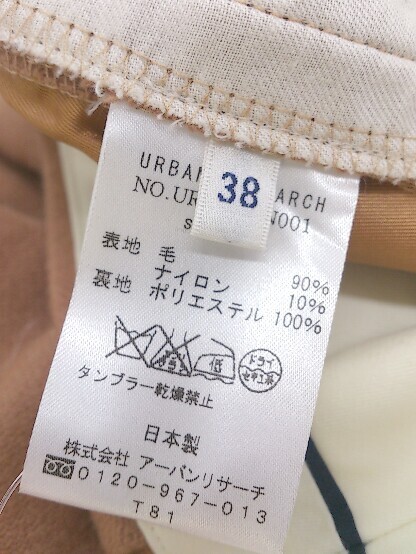 URBAN ARCH
38
NO.UR N001
表地 毛 90%
ナイロン 10%
裏地 ポリエステル 100%
低
ドライ
セキユ系
タンブラー乾燥禁止
日本製
株式会社 アーバンリサーチ
0120-967-013
T81